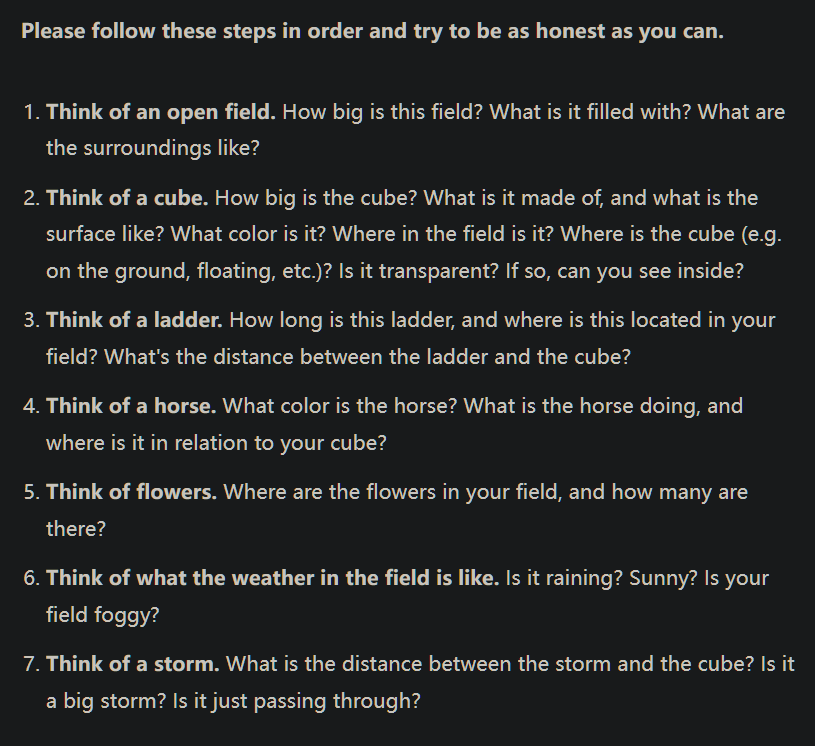 Please follow these steps in order and try to be as honest as you can.
1. Think of an open field. How big is this field? What is it filled with? What are
the surroundings like?
2. Think of a cube. How big is the cube? What is it made of, and what is the
surface like? What color is it? Where in the field is it? Where is the cube (e.g.
on the ground, floating, etc.)? Is it transparent? If so, can you see inside?
3. Think of a ladder. How long is this ladder, and where is this located in your
field? What's the distance between the ladder and the cube?
4. Think of a horse. What color is the horse? What is the horse doing, and
where is it in relation to your cube?
5. Think of flowers. Where are the flowers in your field, and how many are
there?
6. Think of what the weather in the field is like. Is it raining? Sunny? Is your
field foggy?
7. Think of a storm. What is the distance between the storm and the cube? Is it
a big storm? Is it just passing through?